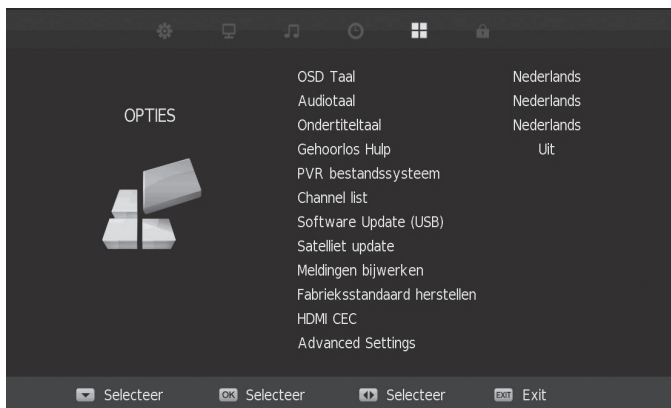 OPTIES
OSD Taal Nederlands
Audiotaal Nederlands
Ondertiteltaal Nederlands
Gehoorlos Hulp Uit
PVR bestandssysteem
Channel list
Software Update (USB)
Satelliet update
Meldingen bijwerken
Fabrieksstandaard herstellen
HDMI CEC
Advanced Settings
Selecteer OK Selecteer Selecteer EXIT Exit